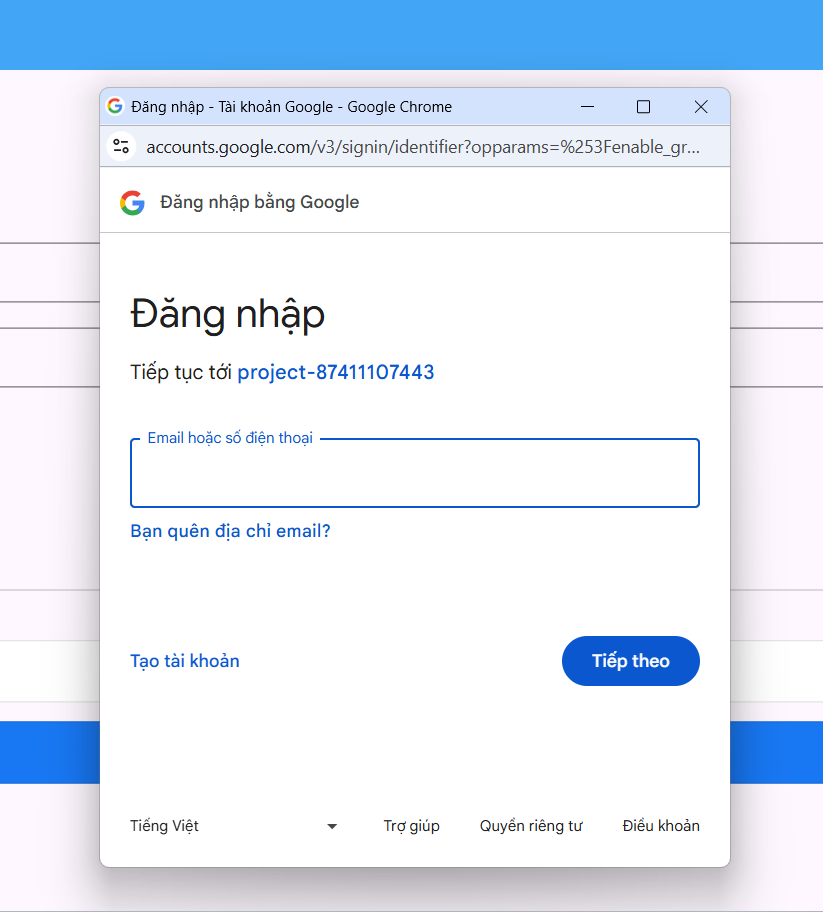 Đăng nhập - Tài khoản Google - Google Chrome
accounts.google.com/v3/signin/identifier?opparams=%253Fenable_gr...
Đăng nhập bằng Google
Đăng nhập
Tiếp tục tới project-87411107443
Email hoặc số điện thoại
Bạn quên địa chỉ email?
Tạo tài khoản
Tiếp theo
Tiếng Việt
Trợ giúp
Quyền riêng tư
Điều khoản